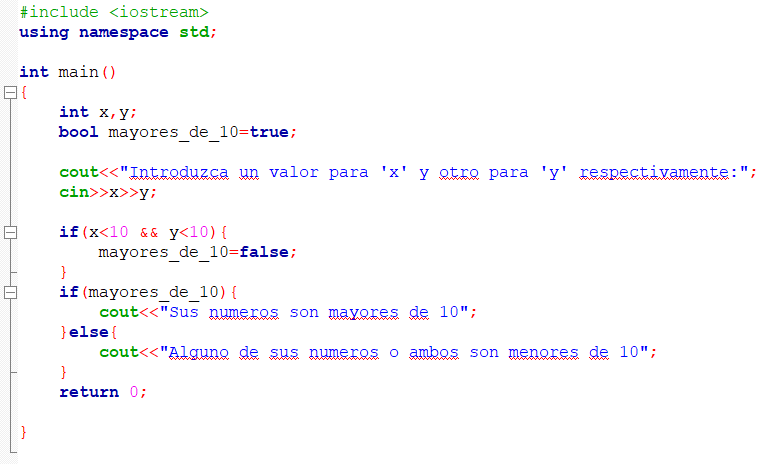 #include <iostream>
using namespace std;
int main()
{
int x,y;
bool mayores_de_10=true;
cout<<"Introduzca un valor para 'x' y otro para 'y' respectivamente:";
cin>>x>>y;
if(x<10 && y<10){
mayores_de_10=false;
}
if(mayores_de_10){
cout<<"Sus numeros son mayores de 10";
}else{
cout<<"Alguno de sus numeros o ambos son menores de 10";
}
return 0;
}